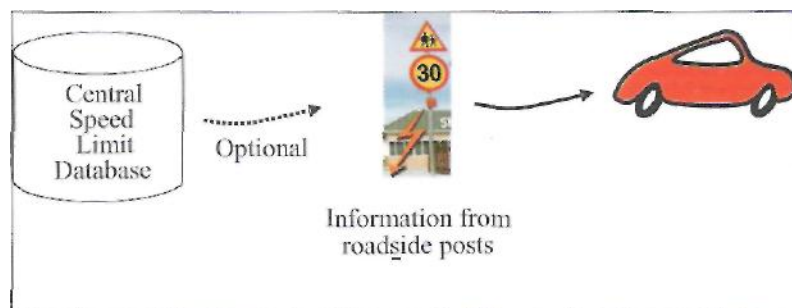 Central
Speed
Limit
Database
Optional
30
Information from
roadside posts